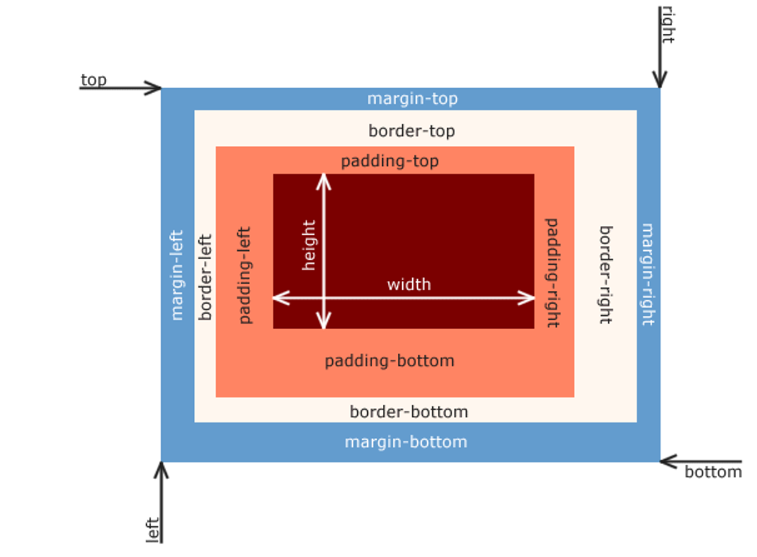 right
top
margin-top
border-top
padding-top
margin-left
border-left
padding-left
height
width
padding-right
border-right
margin-right
padding-bottom
border-bottom
margin-bottom
bottom
left